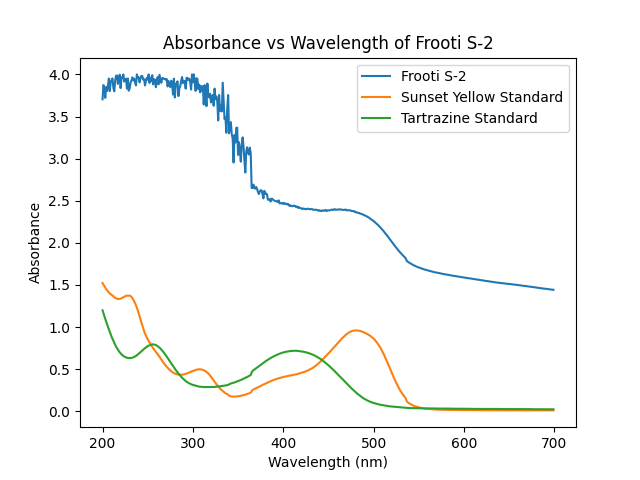 Absorbance vs Wavelength of Frooti S-2
Frooti S-2
Sunset Yellow Standard
Tartrazine Standard
4.0
3.5
3.0
2.5
2.0
1.5
1.0
0.5
0.0
Absorbance
200 300 400 500 600 700
Wavelength (nm)